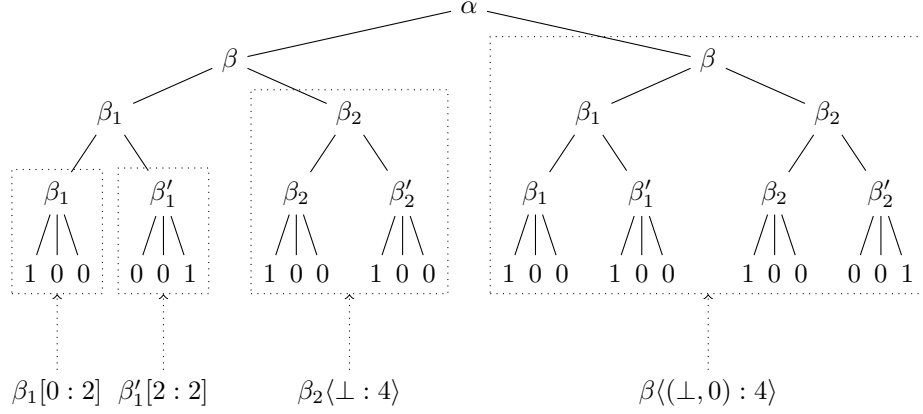 α
β β
β₁ β₂ β₁ β₂
β₁ β′₁ β₂ β′₂ β₁ β′₁ β₂ β′₂
1 0 0 0 0 1 1 0 0 1 0 0 1 0 0 1 0 0 1 0 0 0 0 1
β₁[0 : 2] β′₁[2 : 2] β₂⟨⊥ : 4⟩ β⟨(⊥, 0) : 4⟩